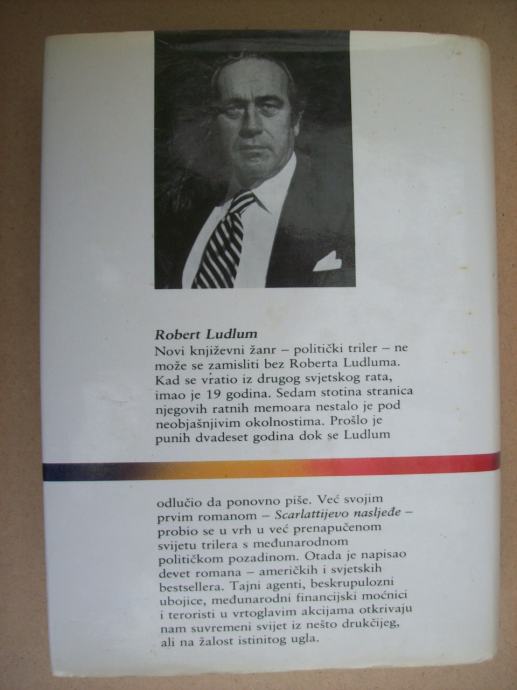 Robert Ludlum
Novi književni žanr – politički triler – ne
može se zamisliti bez Roberta Ludluma.
Kad se vratio iz drugog svjetskog rata,
imao je 19 godina. Sedam stotina stranica
njegovih ratnih memoara nestalo je pod
neobjašnjivim okolnostima. Prošlo je
punih dvadeset godina dok se Ludlum
odlučio da ponovno piše. Već svojim
prvim romanom – Scarlattijevo nasljeđe –
probio se u vrh u već prenapučenom
svijetu trilera s međunarodnom
političkom pozadinom. Otada je napisao
devet romana – američkih i svjetskih
bestsellera. Tajni agenti, beskrupulozni
ubojice, međunarodni financijski moćnici
i teroristi u vrtoglavim akcijama otkrivaju
nam suvremeni svijet iz nešto drukčijeg,
ali na žalost istinitog ugla.